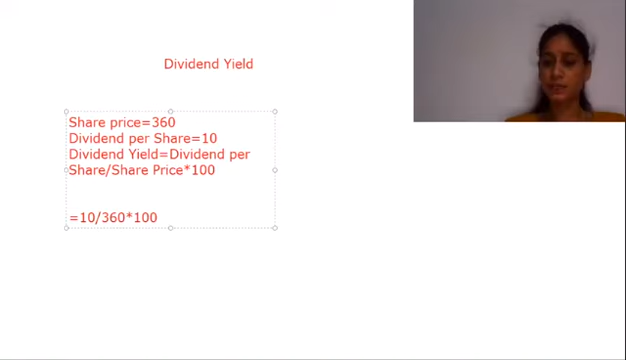 Dividend Yield
Share price=360
Dividend per Share=10
Dividend Yield=Dividend per
Share/Share Price*100
=10/360*100